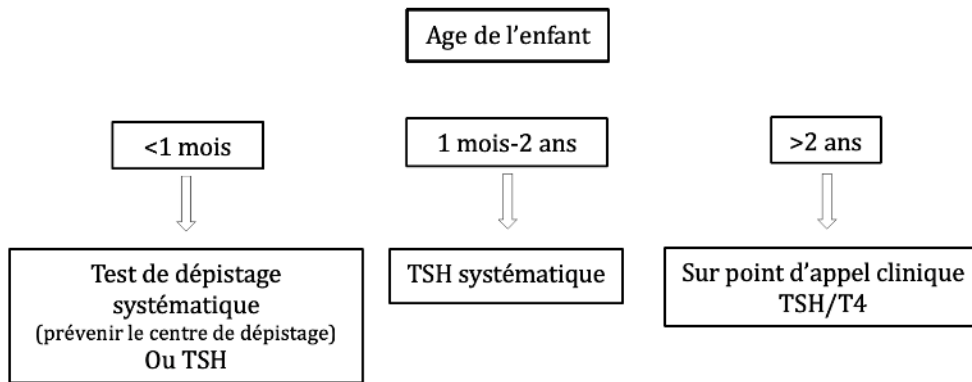 Age de l'enfant
<1 mois
1 mois-2 ans
>2 ans
Test de dépistage
systématique
(prévenir le centre de dépistage)
Ou TSH
TSH systématique
Sur point d'appel clinique
TSH/T4